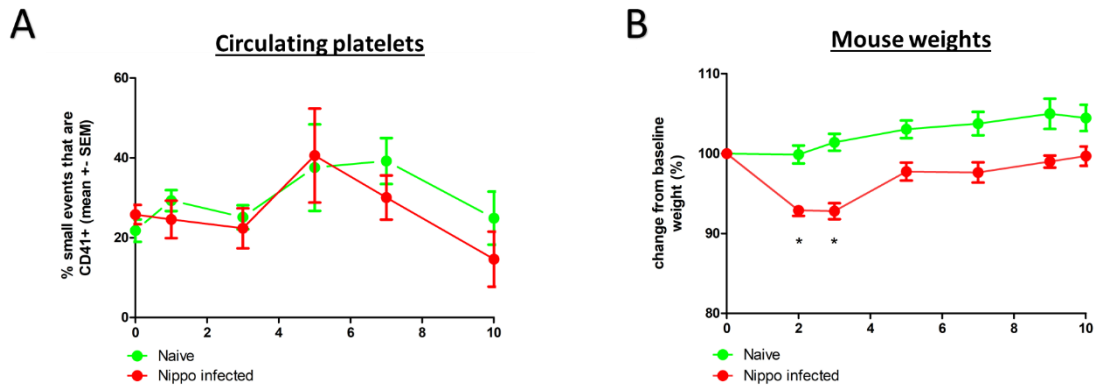 A
Circulating platelets
% small events that are
CD41+ (mean +- SEM)
60
40
20
0
0 2 4 6 8 10
Naive
Nippo infected
B
Mouse weights
change from baseline
weight (%)
110
100
90
80
* *
0 2 4 6 8 10
Naive
Nippo infected